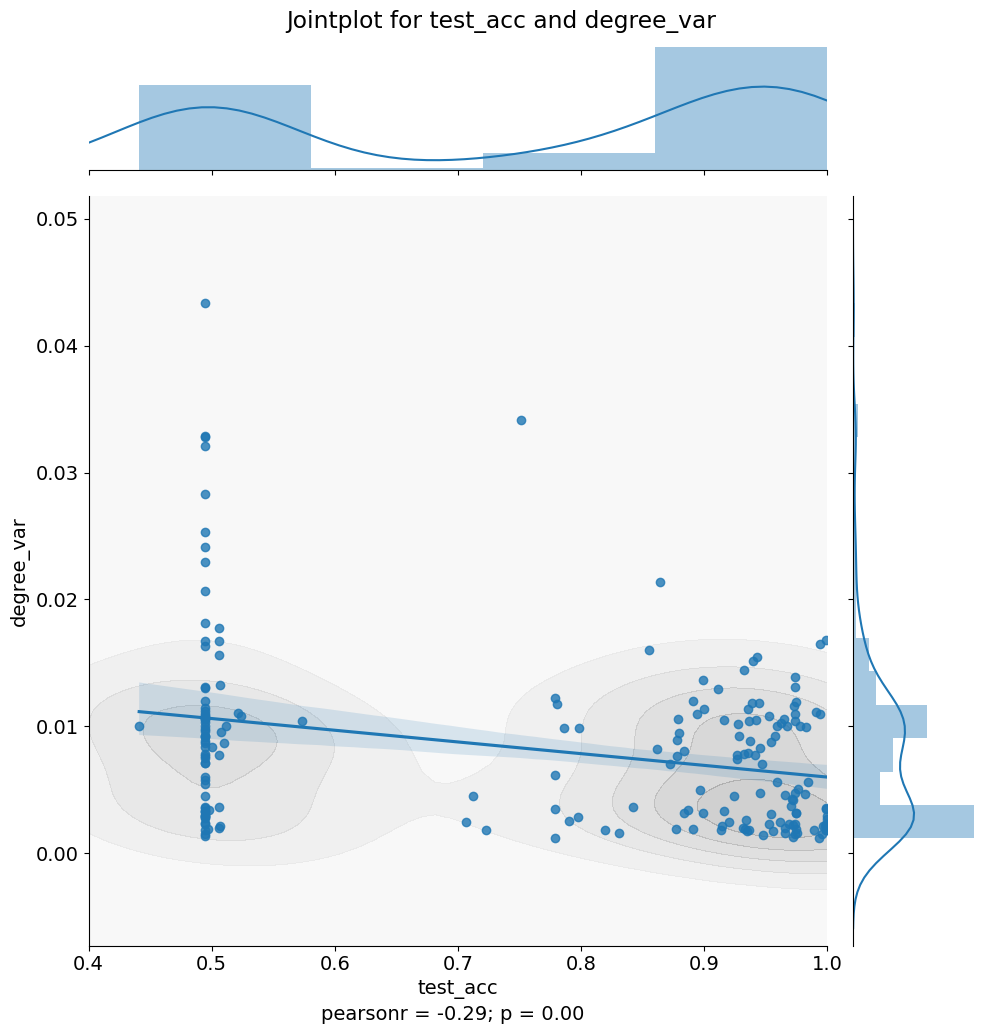 Jointplot for test_acc and degree_var
0.05
0.04
0.03
0.02
0.01
0.00
degree_var
0.4 0.5 0.6 0.7 0.8 0.9 1.0
test_acc
pearsonr = -0.29; p = 0.00